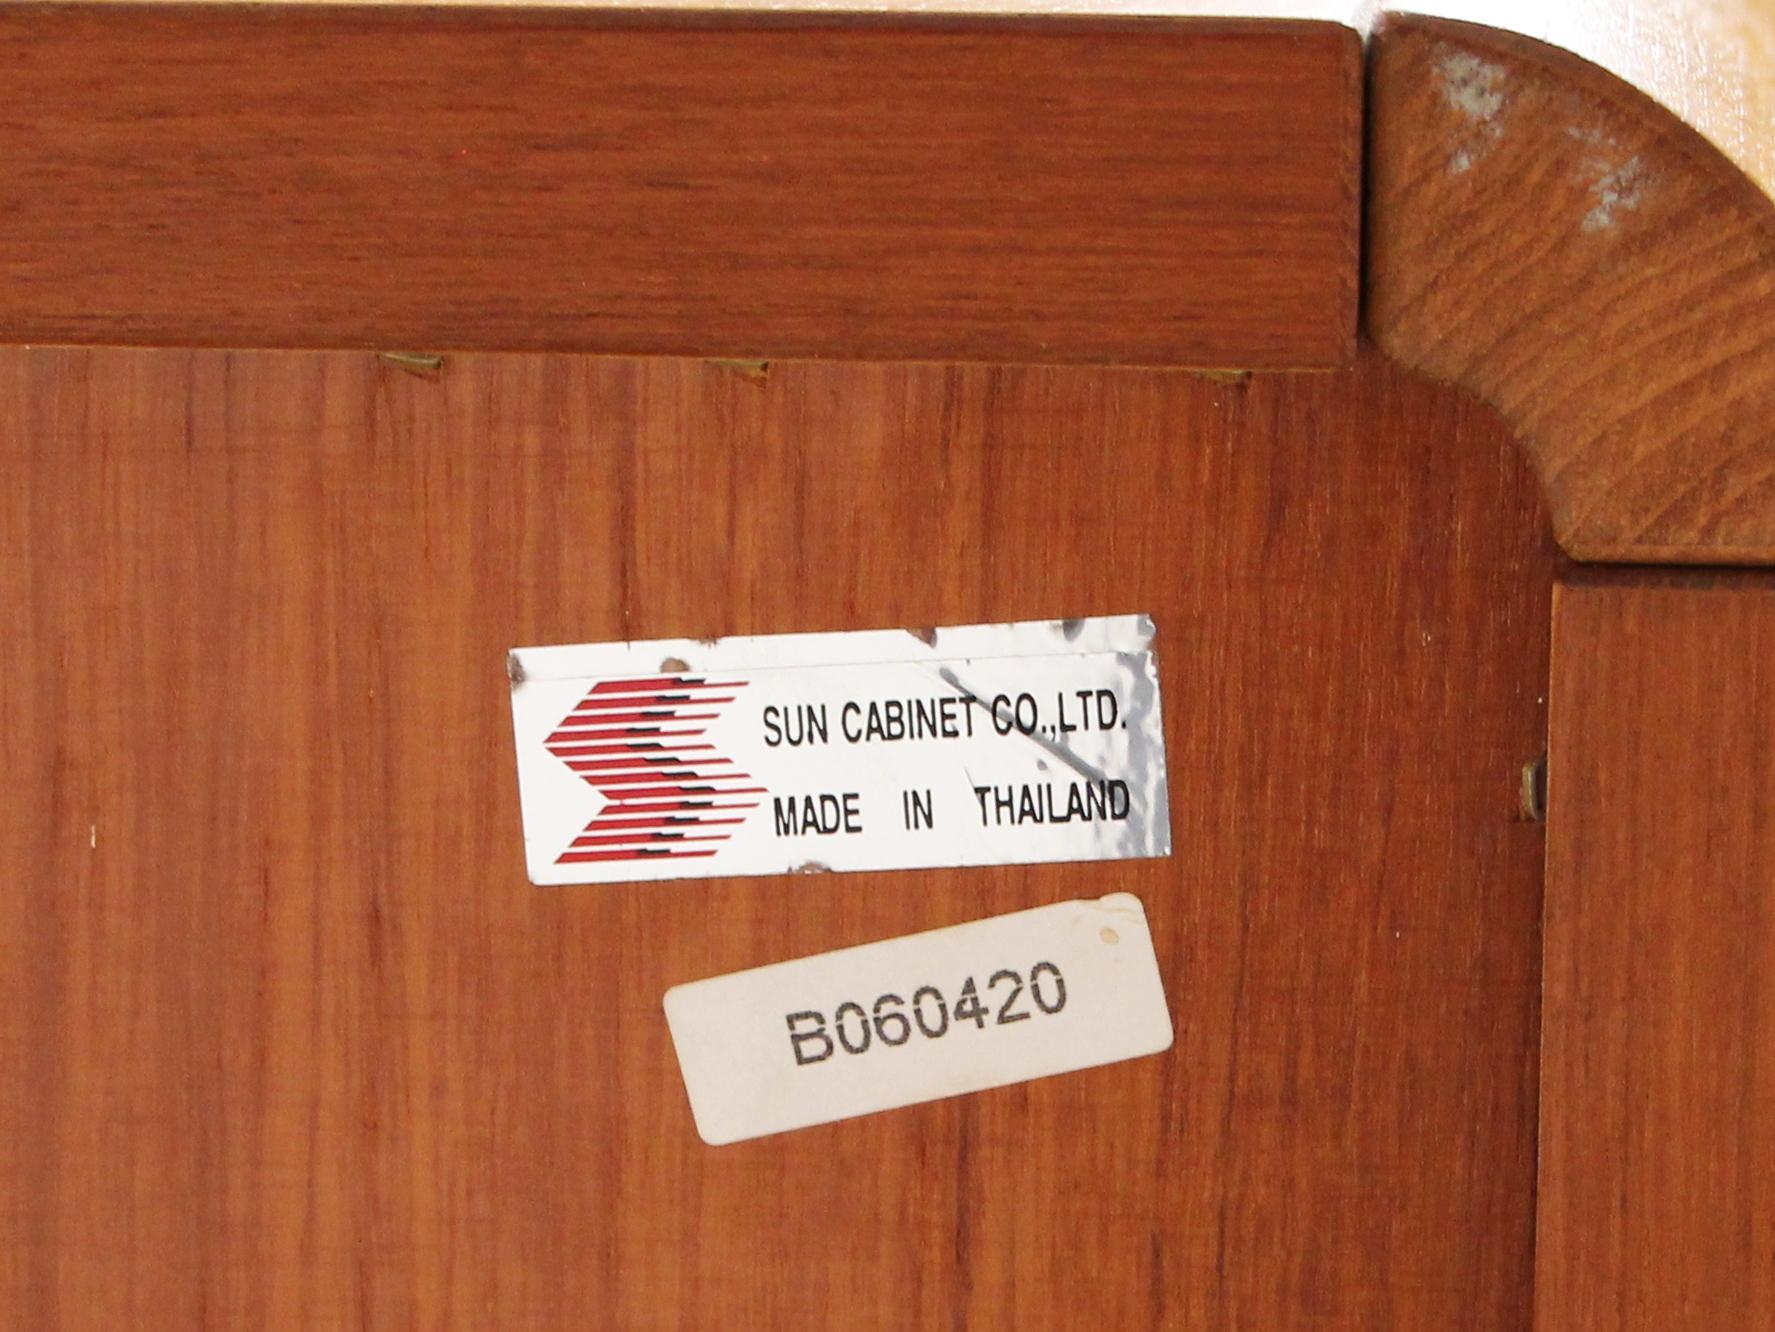 SUN CABINET CO.,LTD.
MADE IN THAILAND
B060420